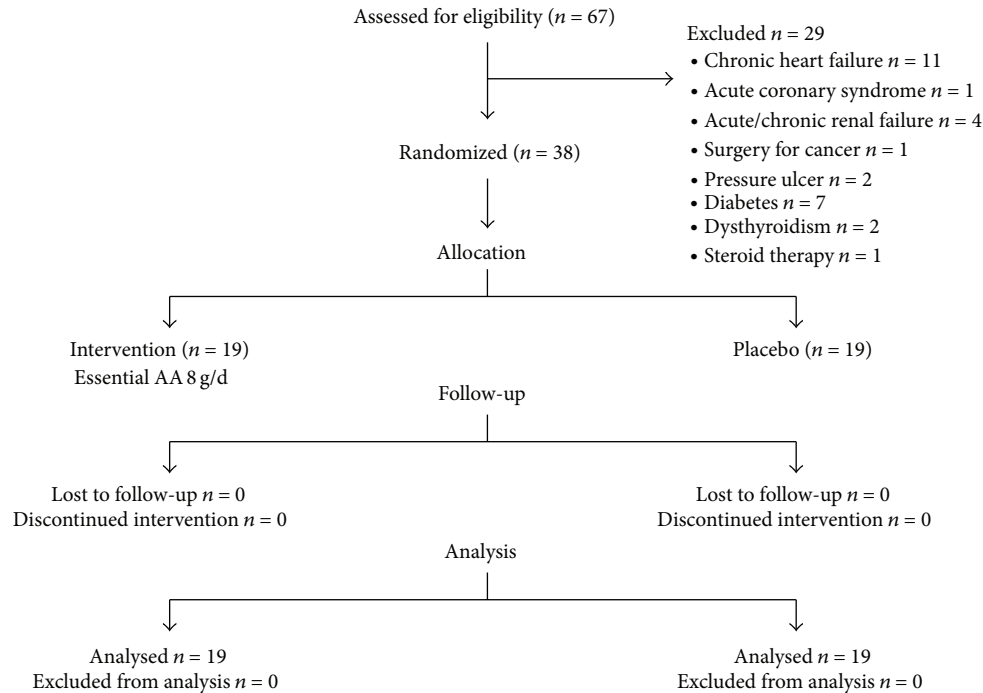 Assessed for eligibility (n = 67)
Excluded n = 29
• Chronic heart failure n = 11
• Acute coronary syndrome n = 1
• Acute/chronic renal failure n = 4
• Surgery for cancer n = 1
• Pressure ulcer n = 2
• Diabetes n = 7
• Dysthyroidism n = 2
• Steroid therapy n = 1
Randomized (n = 38)
Allocation
Intervention (n = 19)
Essential AA 8 g/d
Placebo (n = 19)
Follow-up
Lost to follow-up n = 0
Discontinued intervention n = 0
Lost to follow-up n = 0
Discontinued intervention n = 0
Analysis
Analysed n = 19
Excluded from analysis n = 0
Analysed n = 19
Excluded from analysis n = 0